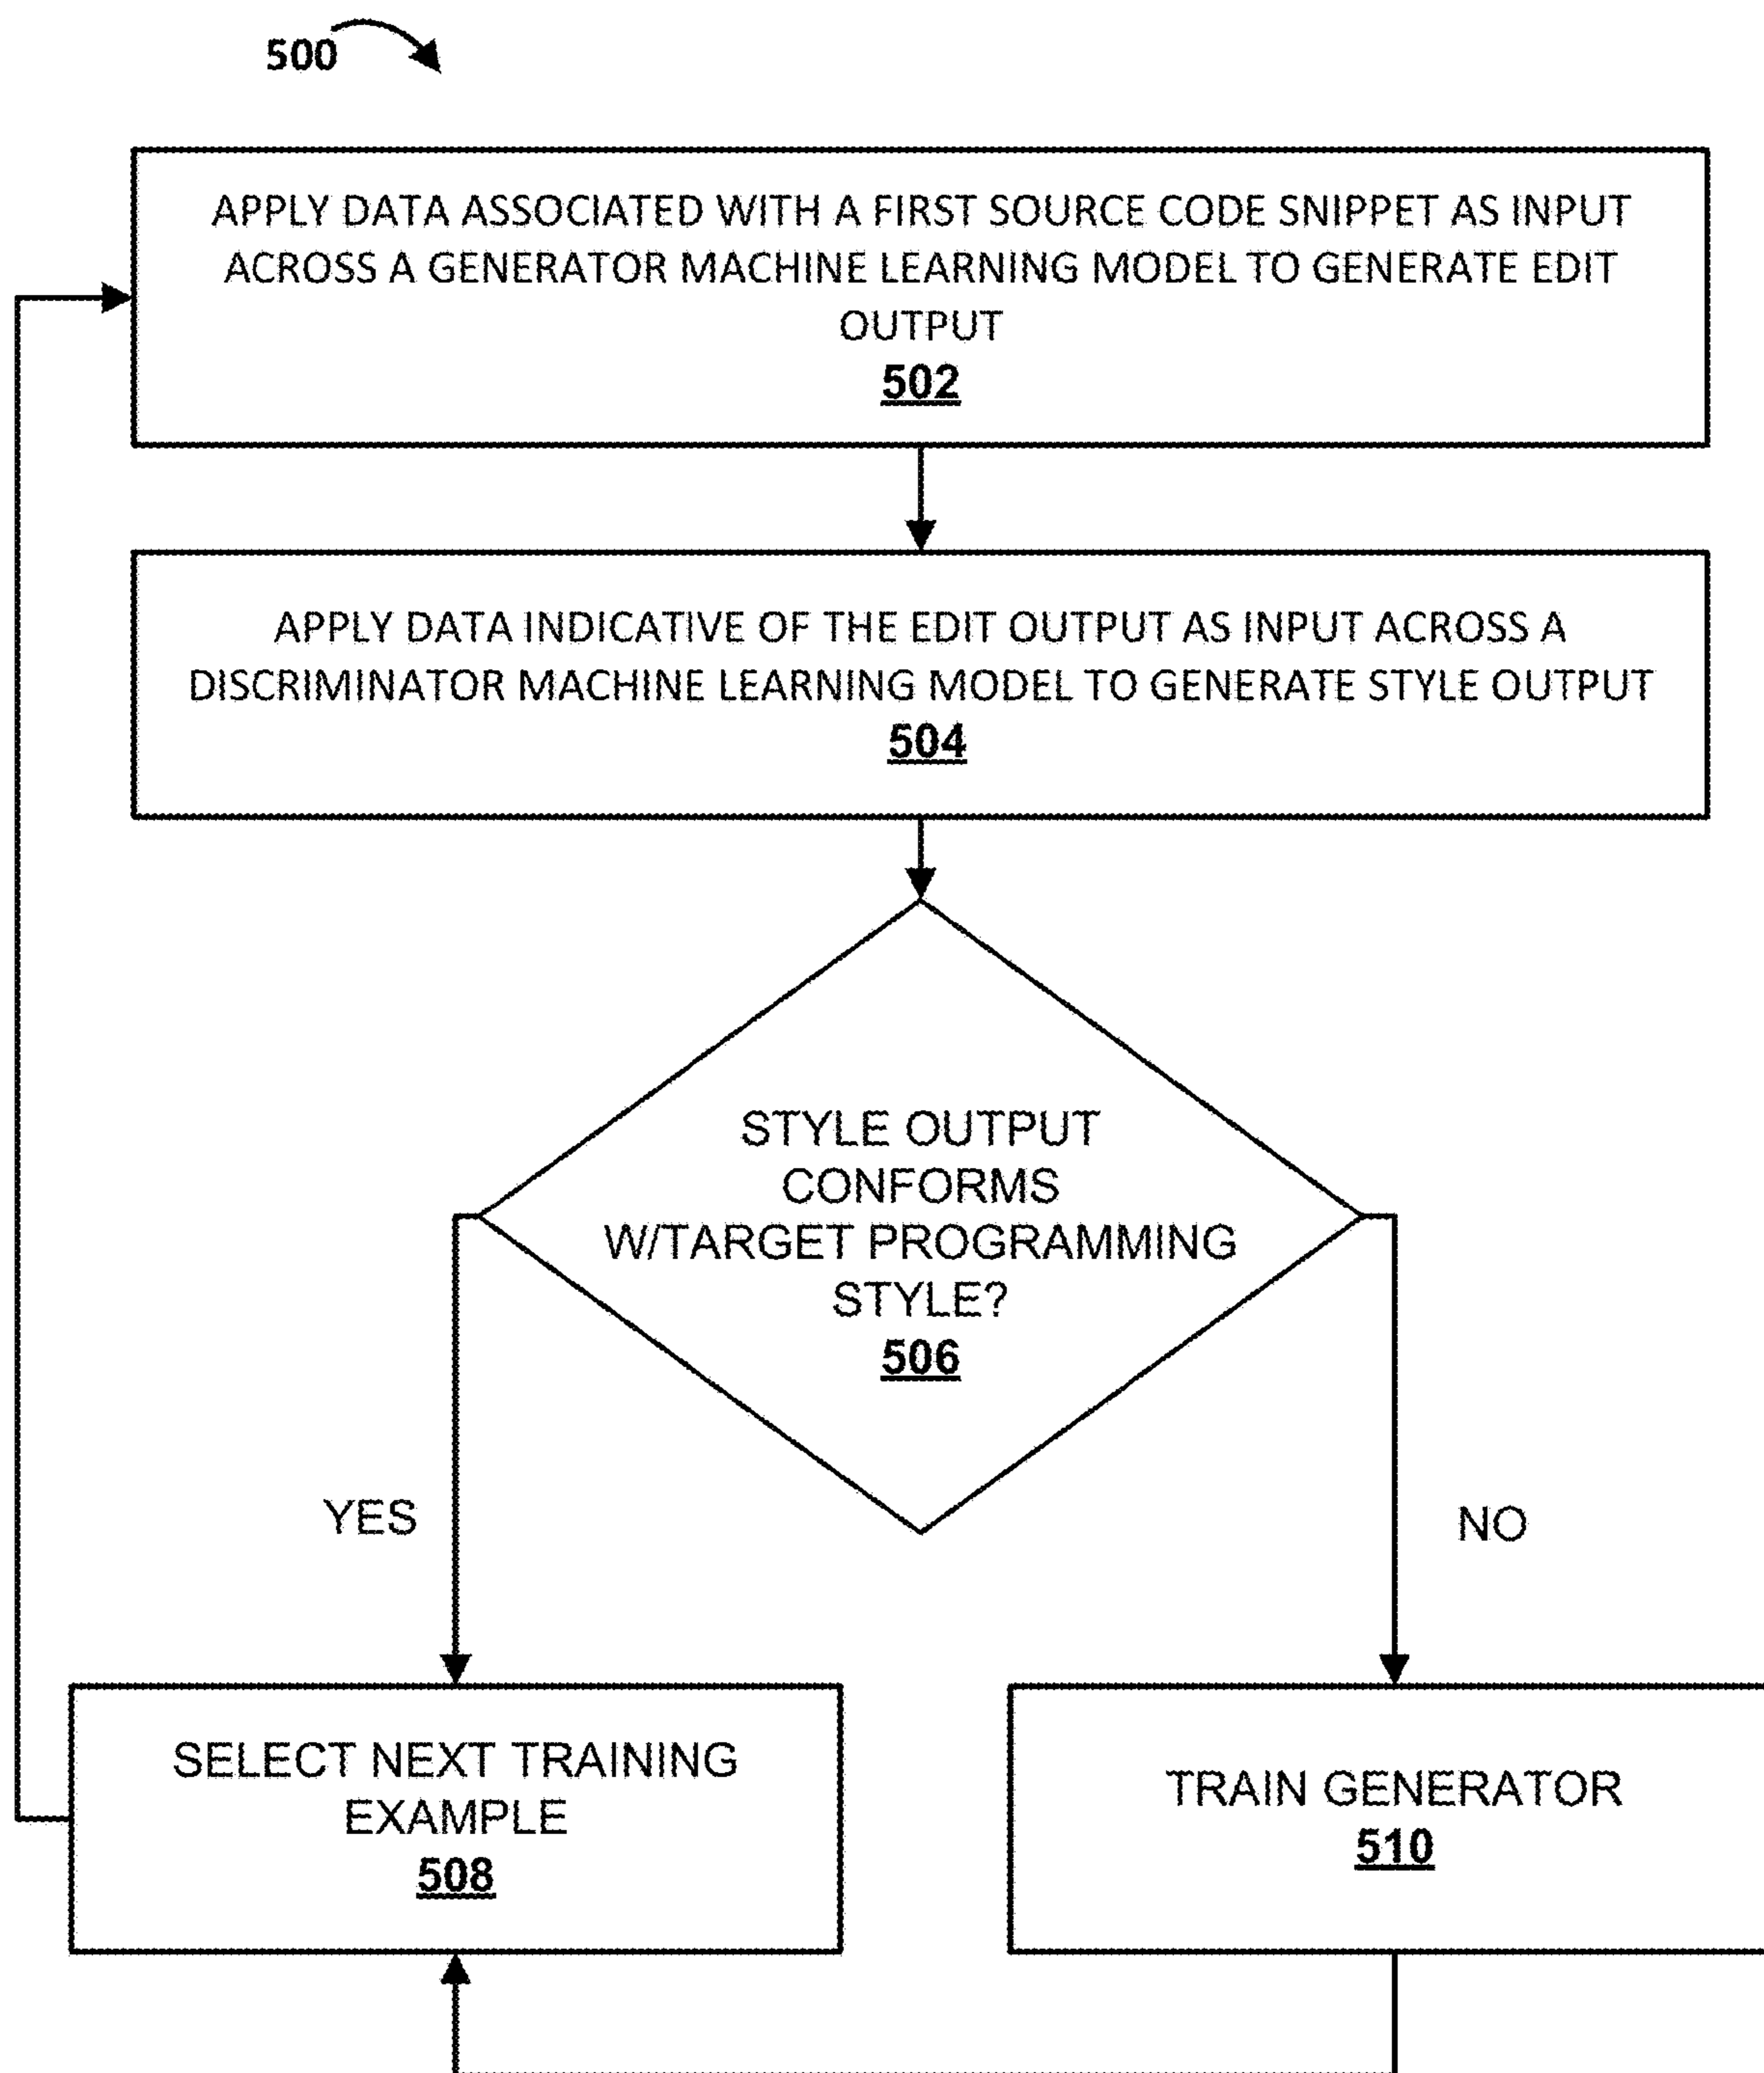 500
APPLY DATA ASSOCIATED WITH A FIRST SOURCE CODE SNIPPET AS INPUT
ACROSS A GENERATOR MACHINE LEARNING MODEL TO GENERATE EDIT
OUTPUT
502
APPLY DATA INDICATIVE OF THE EDIT OUTPUT AS INPUT ACROSS A
DISCRIMINATOR MACHINE LEARNING MODEL TO GENERATE STYLE OUTPUT
504
STYLE OUTPUT
CONFORMS
W/TARGET PROGRAMMING
STYLE?
506
YES
NO
SELECT NEXT TRAINING
EXAMPLE
508
TRAIN GENERATOR
510